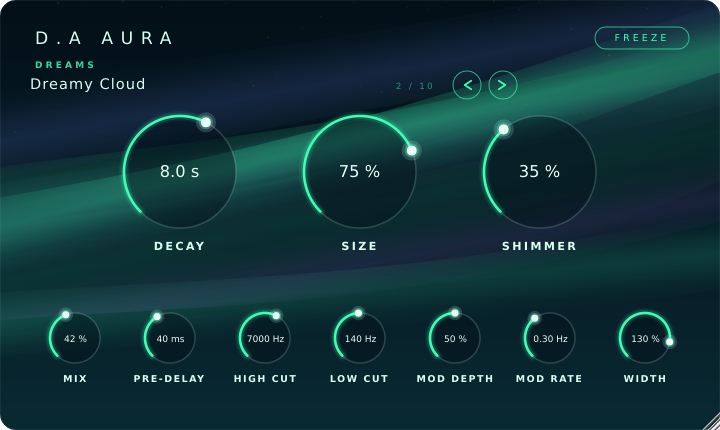 D.A AURA
FREEZE
DREAMS
Dreamy Cloud
2 / 10
8.0 s
75 %
35 %
DECAY
SIZE
SHIMMER
42 %
40 ms
7000 Hz
140 Hz
50 %
0.30 Hz
130 %
MIX
PRE-DELAY
HIGH CUT
LOW CUT
MOD DEPTH
MOD RATE
WIDTH